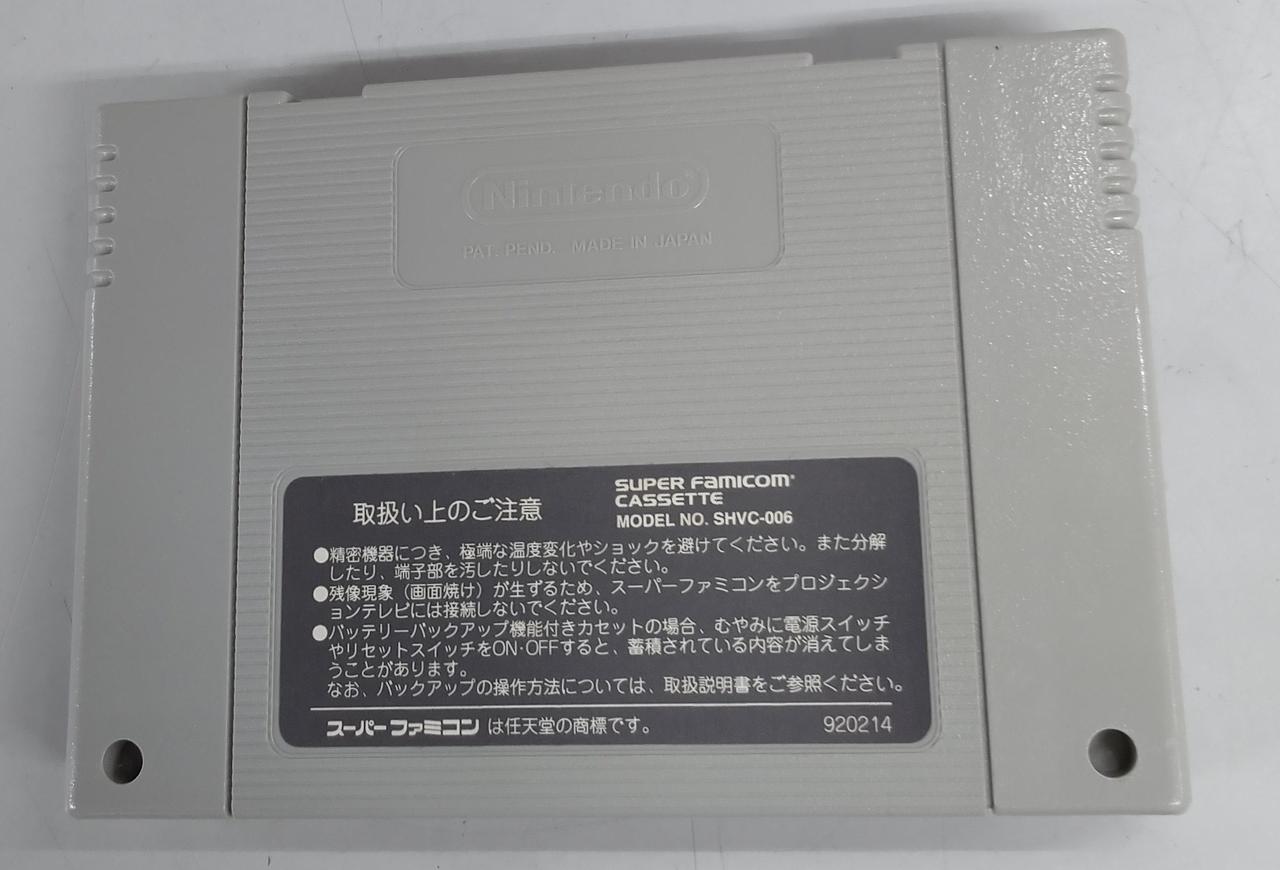 Nintendo
PAT. PEND. MADE IN JAPAN
取扱い上のご注意
SUPER FAMICOM
CASSETTE
MODEL NO. SHVC-006
●精密機器につき、極端な温度変化やショックを避けてください。また分解
したり、端子部を汚したりしないでください。
●残像現象（画面焼け）が生ずるため、スーパーファミコンをプロジェクシ
ョンテレビには接続しないでください。
●バッテリーバックアップ機能付きカセットの場合、むやみに電源スイッチ
やリセットスイッチをON・OFFすると、蓄積されている内容が消えてしま
うことがあります。
なお、バックアップの操作方法については、取扱説明書をご参照ください。
スーパーファミコン は任天堂の商標です。
920214